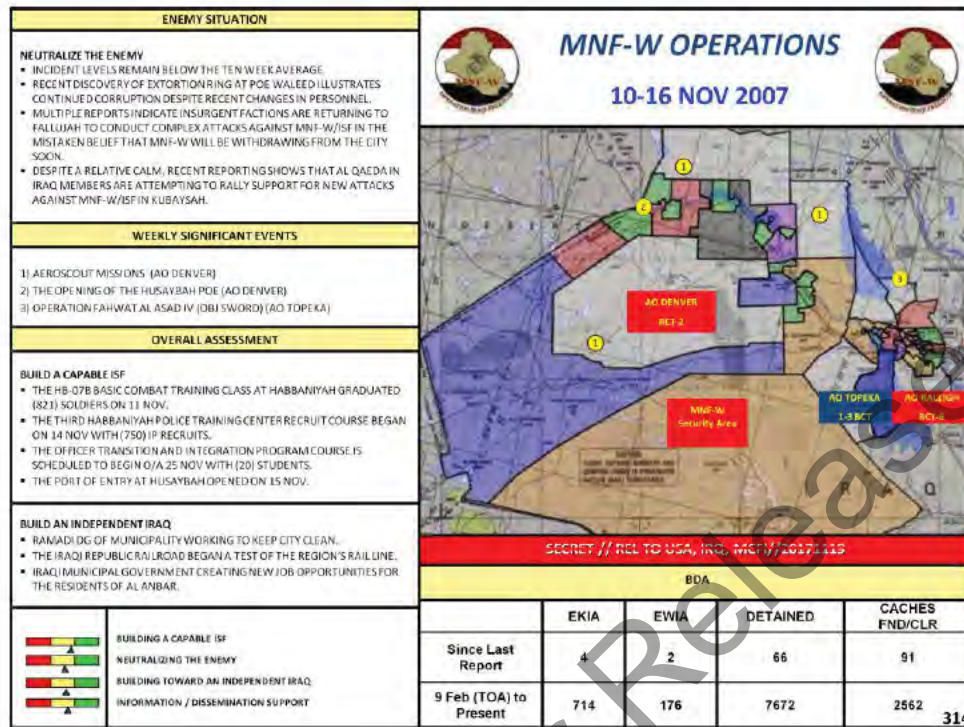 ENEMY SITUATION
NEUTRALIZE THE ENEMY
▪ INCIDENT LEVELS REMAIN BELOW THE TEN WEEK AVERAGE.
▪ RECENT DISCOVERY OF EXTORTION RING AT POE WALEED ILLUSTRATES
CONTINUED CORRUPTION DESPITE RECENT CHANGES IN PERSONNEL.
▪ MULTIPLE REPORTS INDICATE INSURGENT FACTIONS ARE RETURNING TO
FALLUJAH TO CONDUCT COMPLEX ATTACKS AGAINST MNF-W/ISF IN THE
MISTAKEN BELIEF THAT MNF-W WILL BE WITHDRAWING FROM THE CITY
SOON.
▪ DESPITE A RELATIVE CALM, RECENT REPORTING SHOWS THAT AL QAEDA IN
IRAQ MEMBERS ARE ATTEMPTING TO RALLY SUPPORT FOR NEW ATTACKS
AGAINST MNF-W/ISF IN KUBAYSAH.
WEEKLY SIGNIFICANT EVENTS
1) AEROSCOUT MISSIONS (AO DENVER)
2) THE OPENING OF THE HUSAYBAH POE (AO DENVER)
3) OPERATION FAHWAT AL ASAD IV (OBJ SWORD) (AO TOPEKA)
OVERALL ASSESSMENT
BUILD A CAPABLE ISF
▪ THE HB-07B BASIC COMBAT TRAINING CLASS AT HABBANIYAH GRADUATED
(821) SOLDIERS ON 11 NOV.
▪ THE THIRD HABBANIYAH POLICE TRAINING CENTER RECRUIT COURSE BEGAN
ON 14 NOV WITH (750) IP RECRUITS.
▪ THE OFFICER TRANSITION AND INTEGRATION PROGRAM COURSE IS
SCHEDULED TO BEGIN O/A 25 NOV WITH (20) STUDENTS.
▪ THE PORT OF ENTRY AT HUSAYBAH OPENED ON 15 NOV.
BUILD AN INDEPENDENT IRAQ
▪ RAMADI DG OF MUNICIPALITY WORKING TO KEEP CITY CLEAN.
▪ THE IRAQI REPUBLIC RAILROAD BEGAN A TEST OF THE REGION'S RAIL LINE.
▪ IRAQI MUNICIPAL GOVERNMENT CREATING NEW JOB OPPORTUNITIES FOR
THE RESIDENTS OF AL ANBAR.
BUILDING A CAPABLE ISF
NEUTRALIZING THE ENEMY
BUILDING TOWARD AN INDEPENDENT IRAQ
INFORMATION / DISSEMINATION SUPPORT
MNF-W OPERATIONS
10-16 NOV 2007
MNF-W
MNF-W
1
2
1
3
1
AO DENVER
RCT-2
AO TOPEKA
1-3 BCT
AO RALEIGH
RCT-6
MNF-W
Security Area
R A Q
SECRET // REL TO USA, IRQ, MCFI//20171119
BDA
EKIA EWIA DETAINED CACHES FND/CLR
Since Last Report 4 2 66 91
9 Feb (TOA) to Present 714 176 7672 2562
314
Release